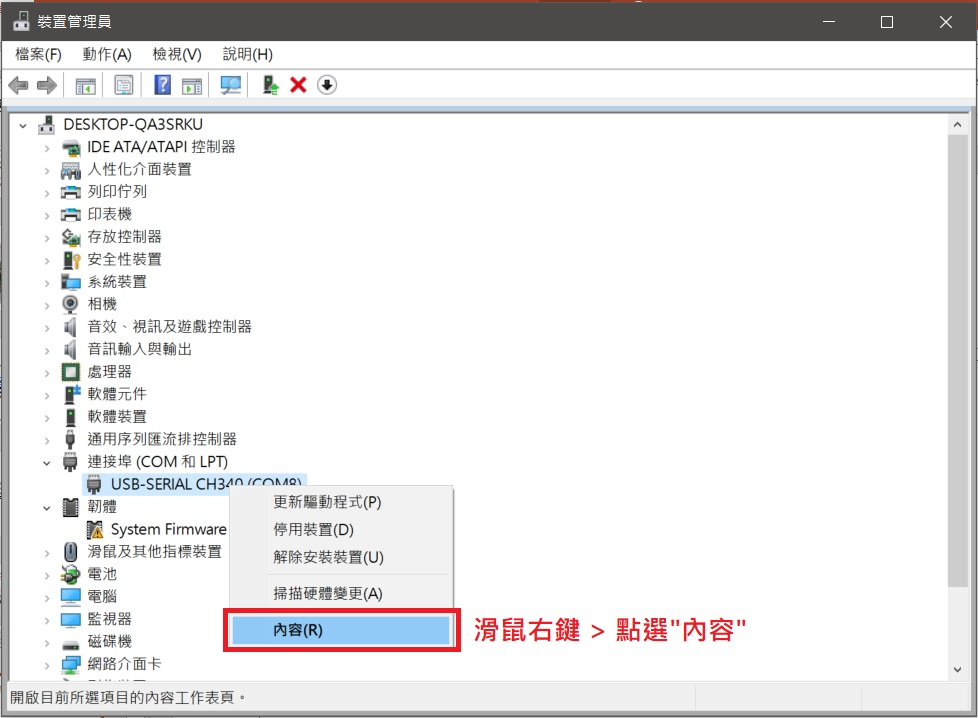 裝置管理員
檔案(F) 動作(A) 檢視(V) 說明(H)
DESKTOP-QA3SRKU
IDE ATA/ATAPI 控制器
人性化介面裝置
列印佇列
印表機
存放控制器
安全性裝置
系統裝置
相機
音效、視訊及遊戲控制器
音訊輸入與輸出
處理器
軟體元件
軟體裝置
通用序列匯流排控制器
連接埠 (COM 和 LPT)
USB-SERIAL CH340 (COM8)
韌體
System Firmware
滑鼠及其他指標裝置
電池
電腦
監視器
磁碟機
網路介面卡
更新驅動程式(P)
停用裝置(D)
解除安裝裝置(U)
掃描硬體變更(A)
內容(R)
滑鼠右鍵 > 點選"內容"
開啟目前所選項目的內容工作表頁。